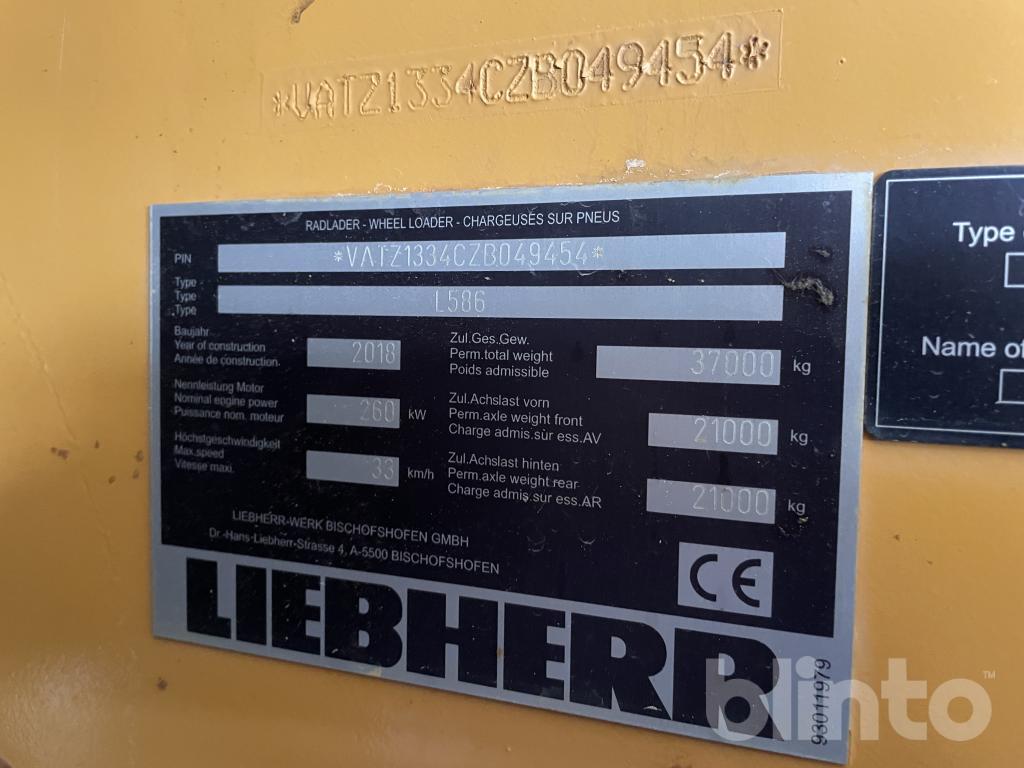 *VATZ1334CZB049454*
RADLADER - WHEEL LOADER - CHARGEUSES SUR PNEUS
PIN *VATZ1334CZB049454*
Type
Type
Type
L586
Baujahr
Year of construction
Année de construction.
2018
Zul.Ges.Gew.
Perm.total weight
Poids admissible
37000 kg
Nennleistung Motor
Nominal engine power
Puissance nom. moteur
260 kW
Zul.Achslast vorn
Perm.axle weight front
Charge admis.sùr ess.AV
21000 kg
Höchstgeschwindigkeit
Max.speed
Vitesse maxi.
33 km/h
Zul.Achslast hinten
Perm.axle weight rear
Charge admis.sur ess.AR
21000 kg
LIEBHERR-WERK BISCHOFSHOFEN GMBH
Dr.-Hans-Liebherr-Strasse 4, A-5500 BISCHOFSHOFEN
CE
LIEBHERR
93011979
Type
Name of
blinto™